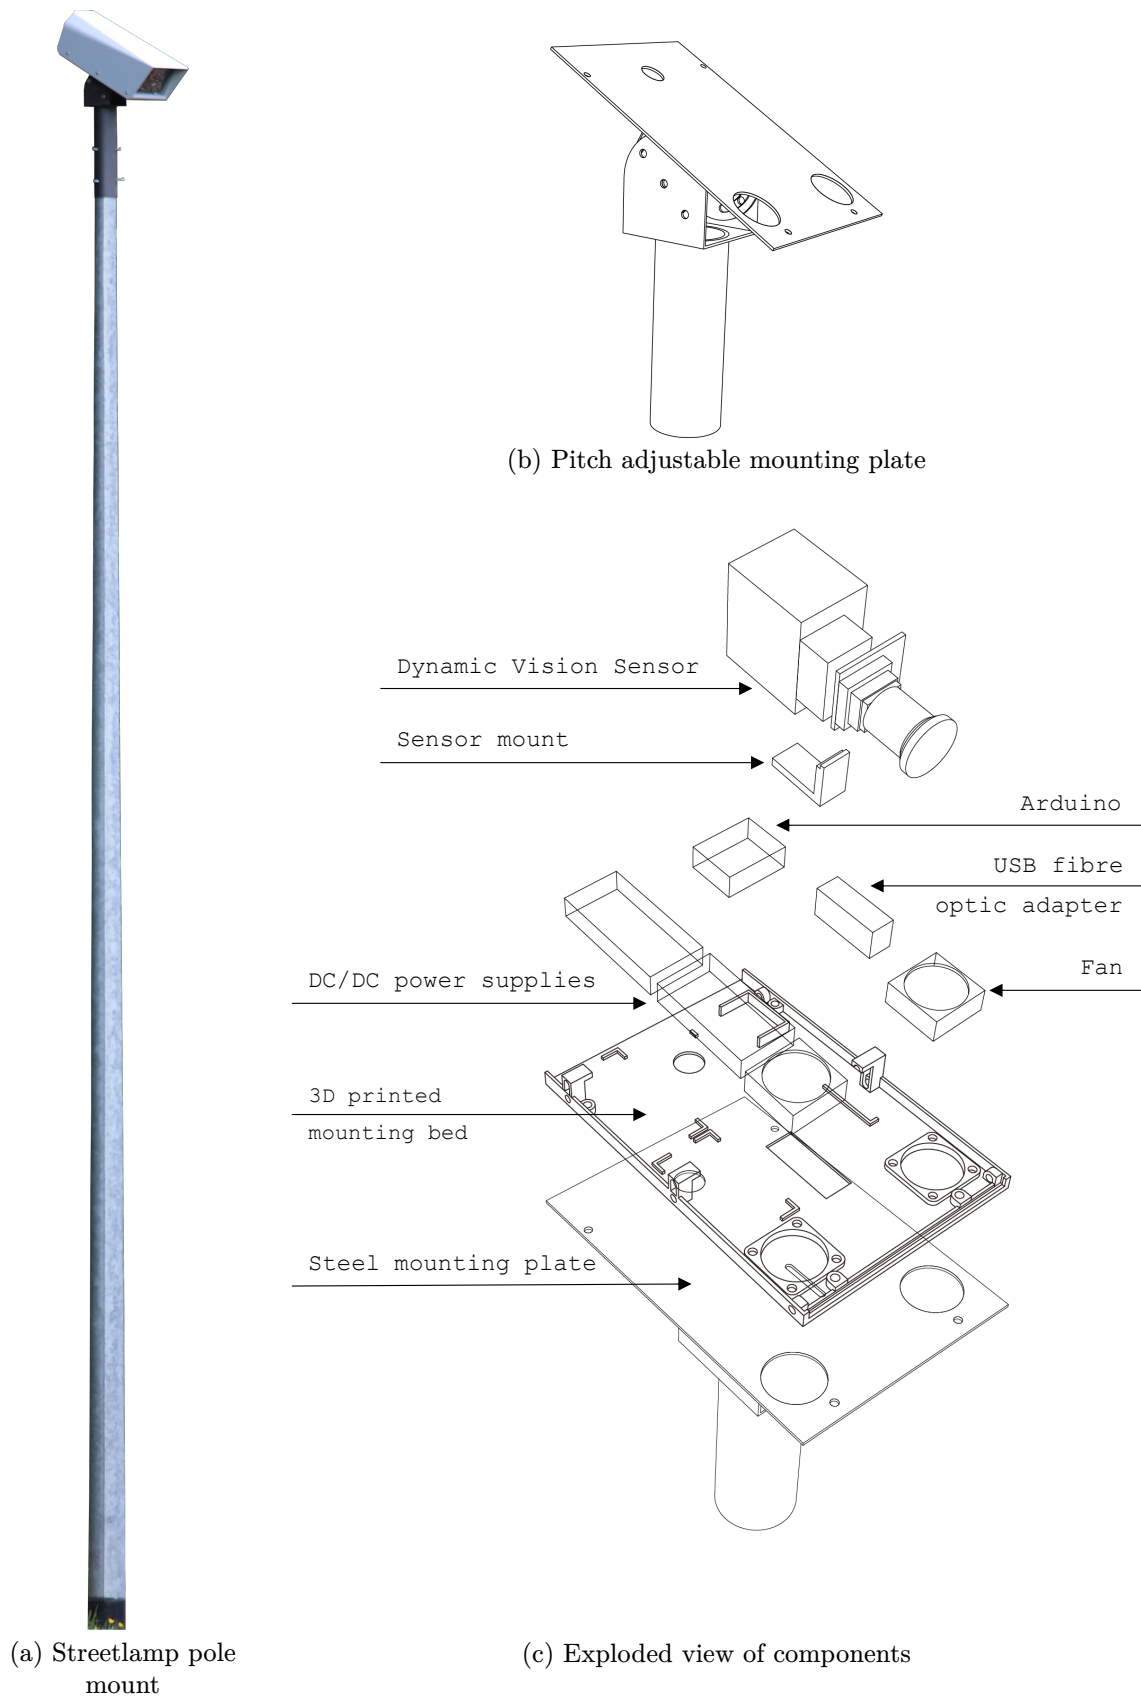 (b) Pitch adjustable mounting plate
Dynamic Vision Sensor
Sensor mount
Arduino
USB fibre
optic adapter
Fan
DC/DC power supplies
3D printed
mounting bed
Steel mounting plate
(a) Streetlamp pole
mount
(c) Exploded view of components